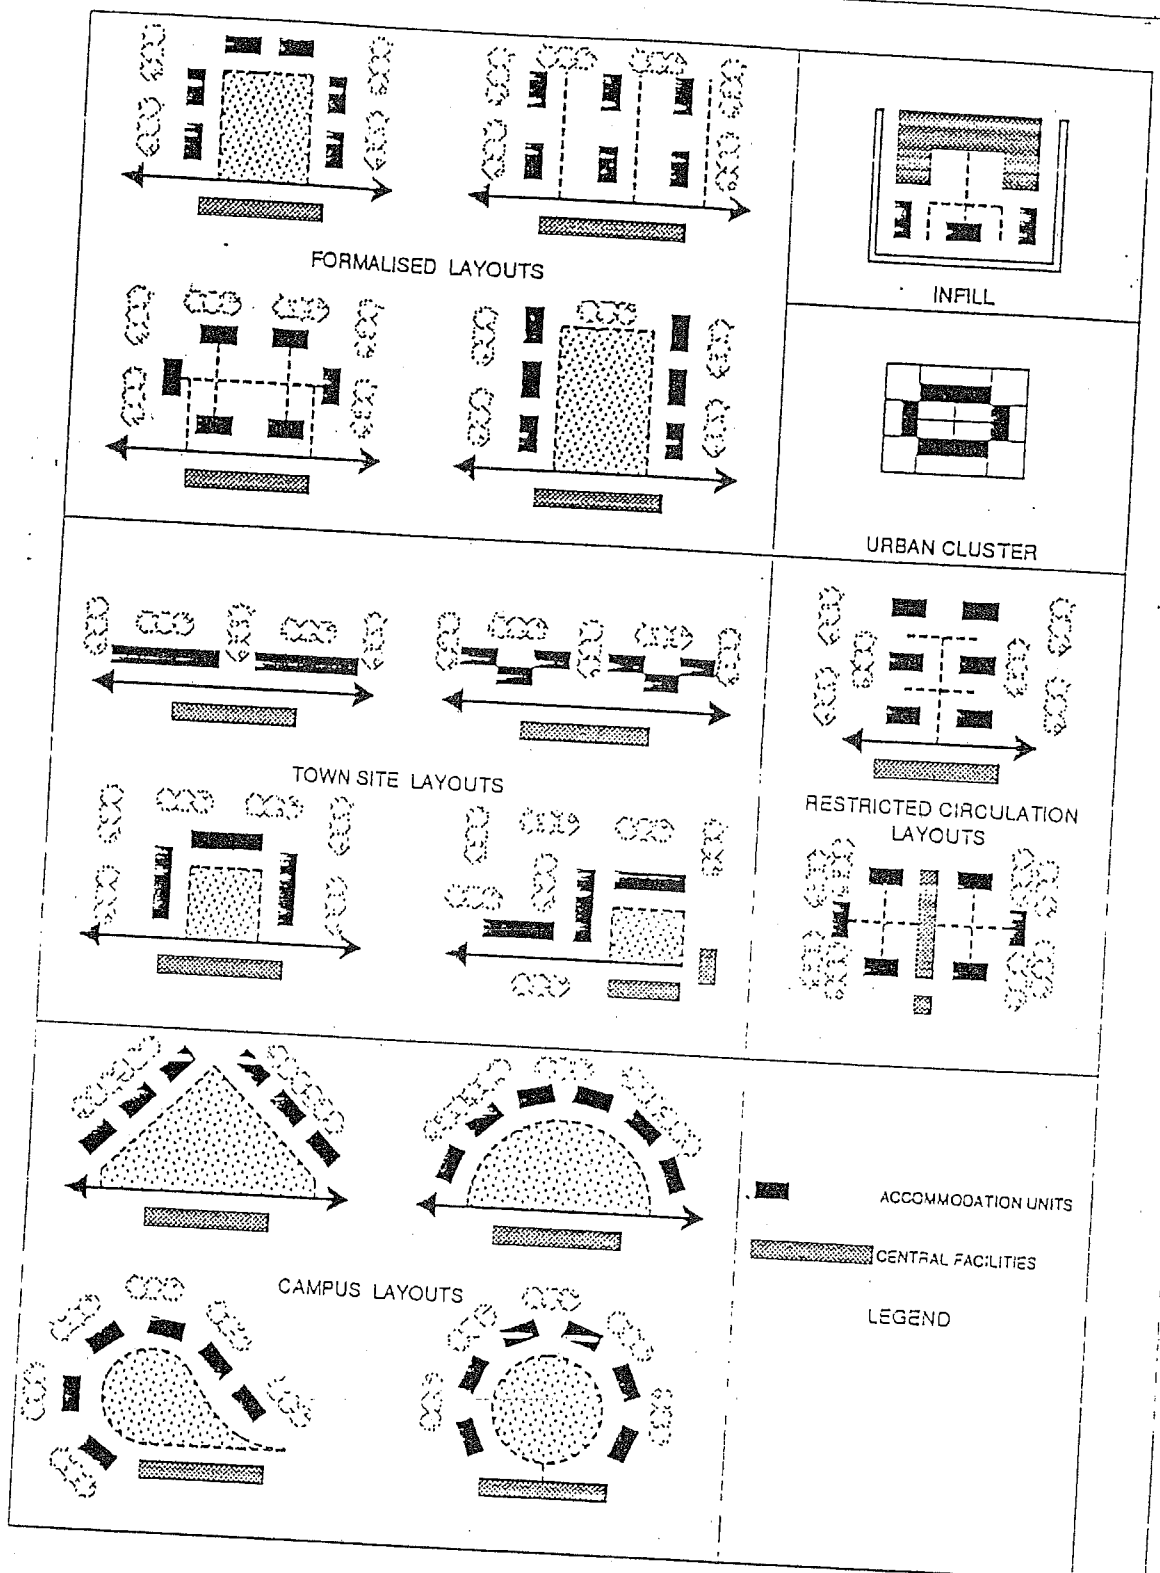 FORMALISED LAYOUTS
INFILL
URBAN CLUSTER
TOWN SITE LAYOUTS
RESTRICTED CIRCULATION
LAYOUTS
CAMPUS LAYOUTS
ACCOMMODATION UNITS
CENTRAL FACILITIES
LEGEND